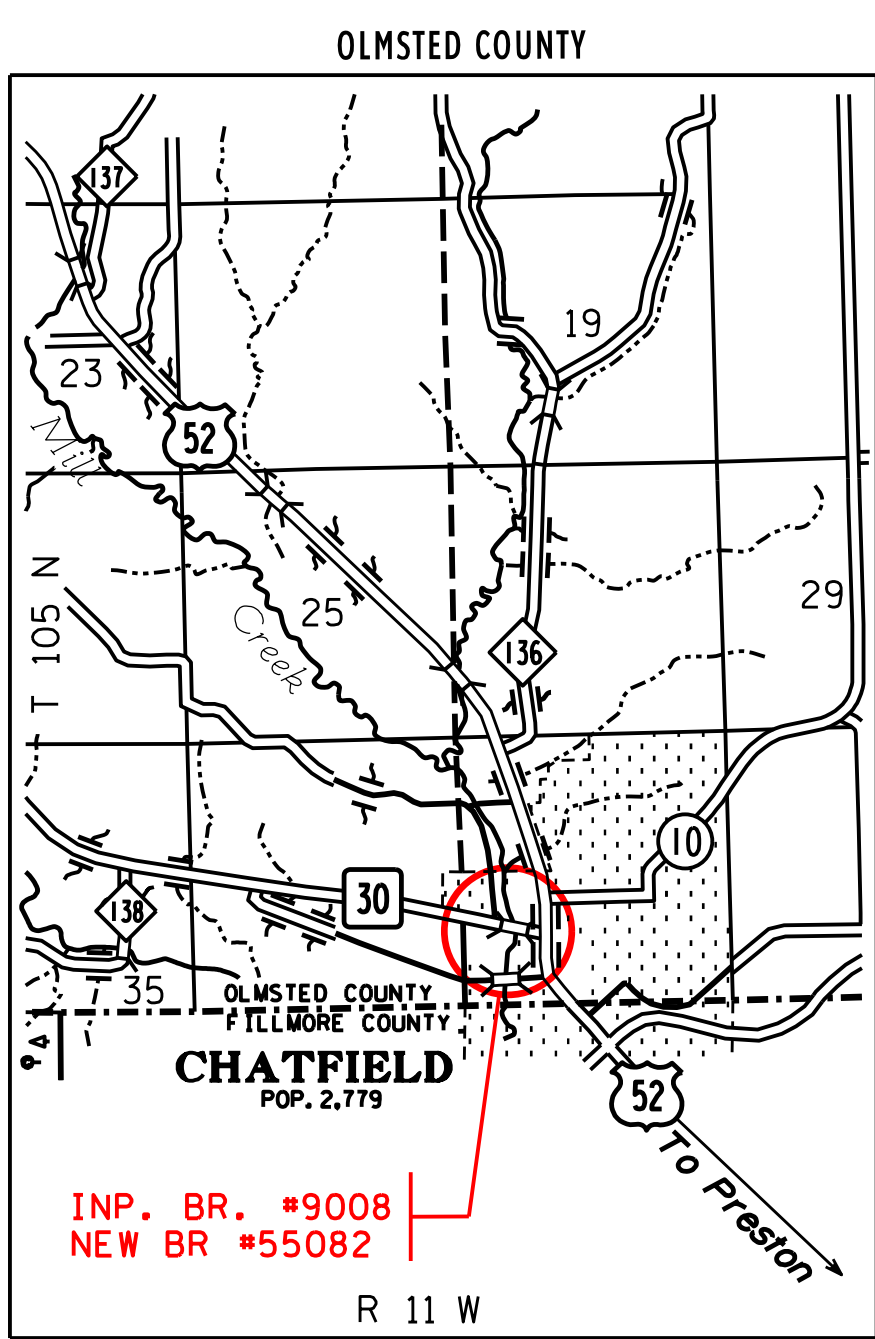 OLMSTED COUNTY
137
19
23
52
Mill
T 105 N
25
29
Creek
136
10
30
138
35
OLMSTED COUNTY
FILLMORE COUNTY
CHATFIELD
POP. 2,779
52
To Preston
INP. BR. #9008
NEW BR #55082
R 11 W